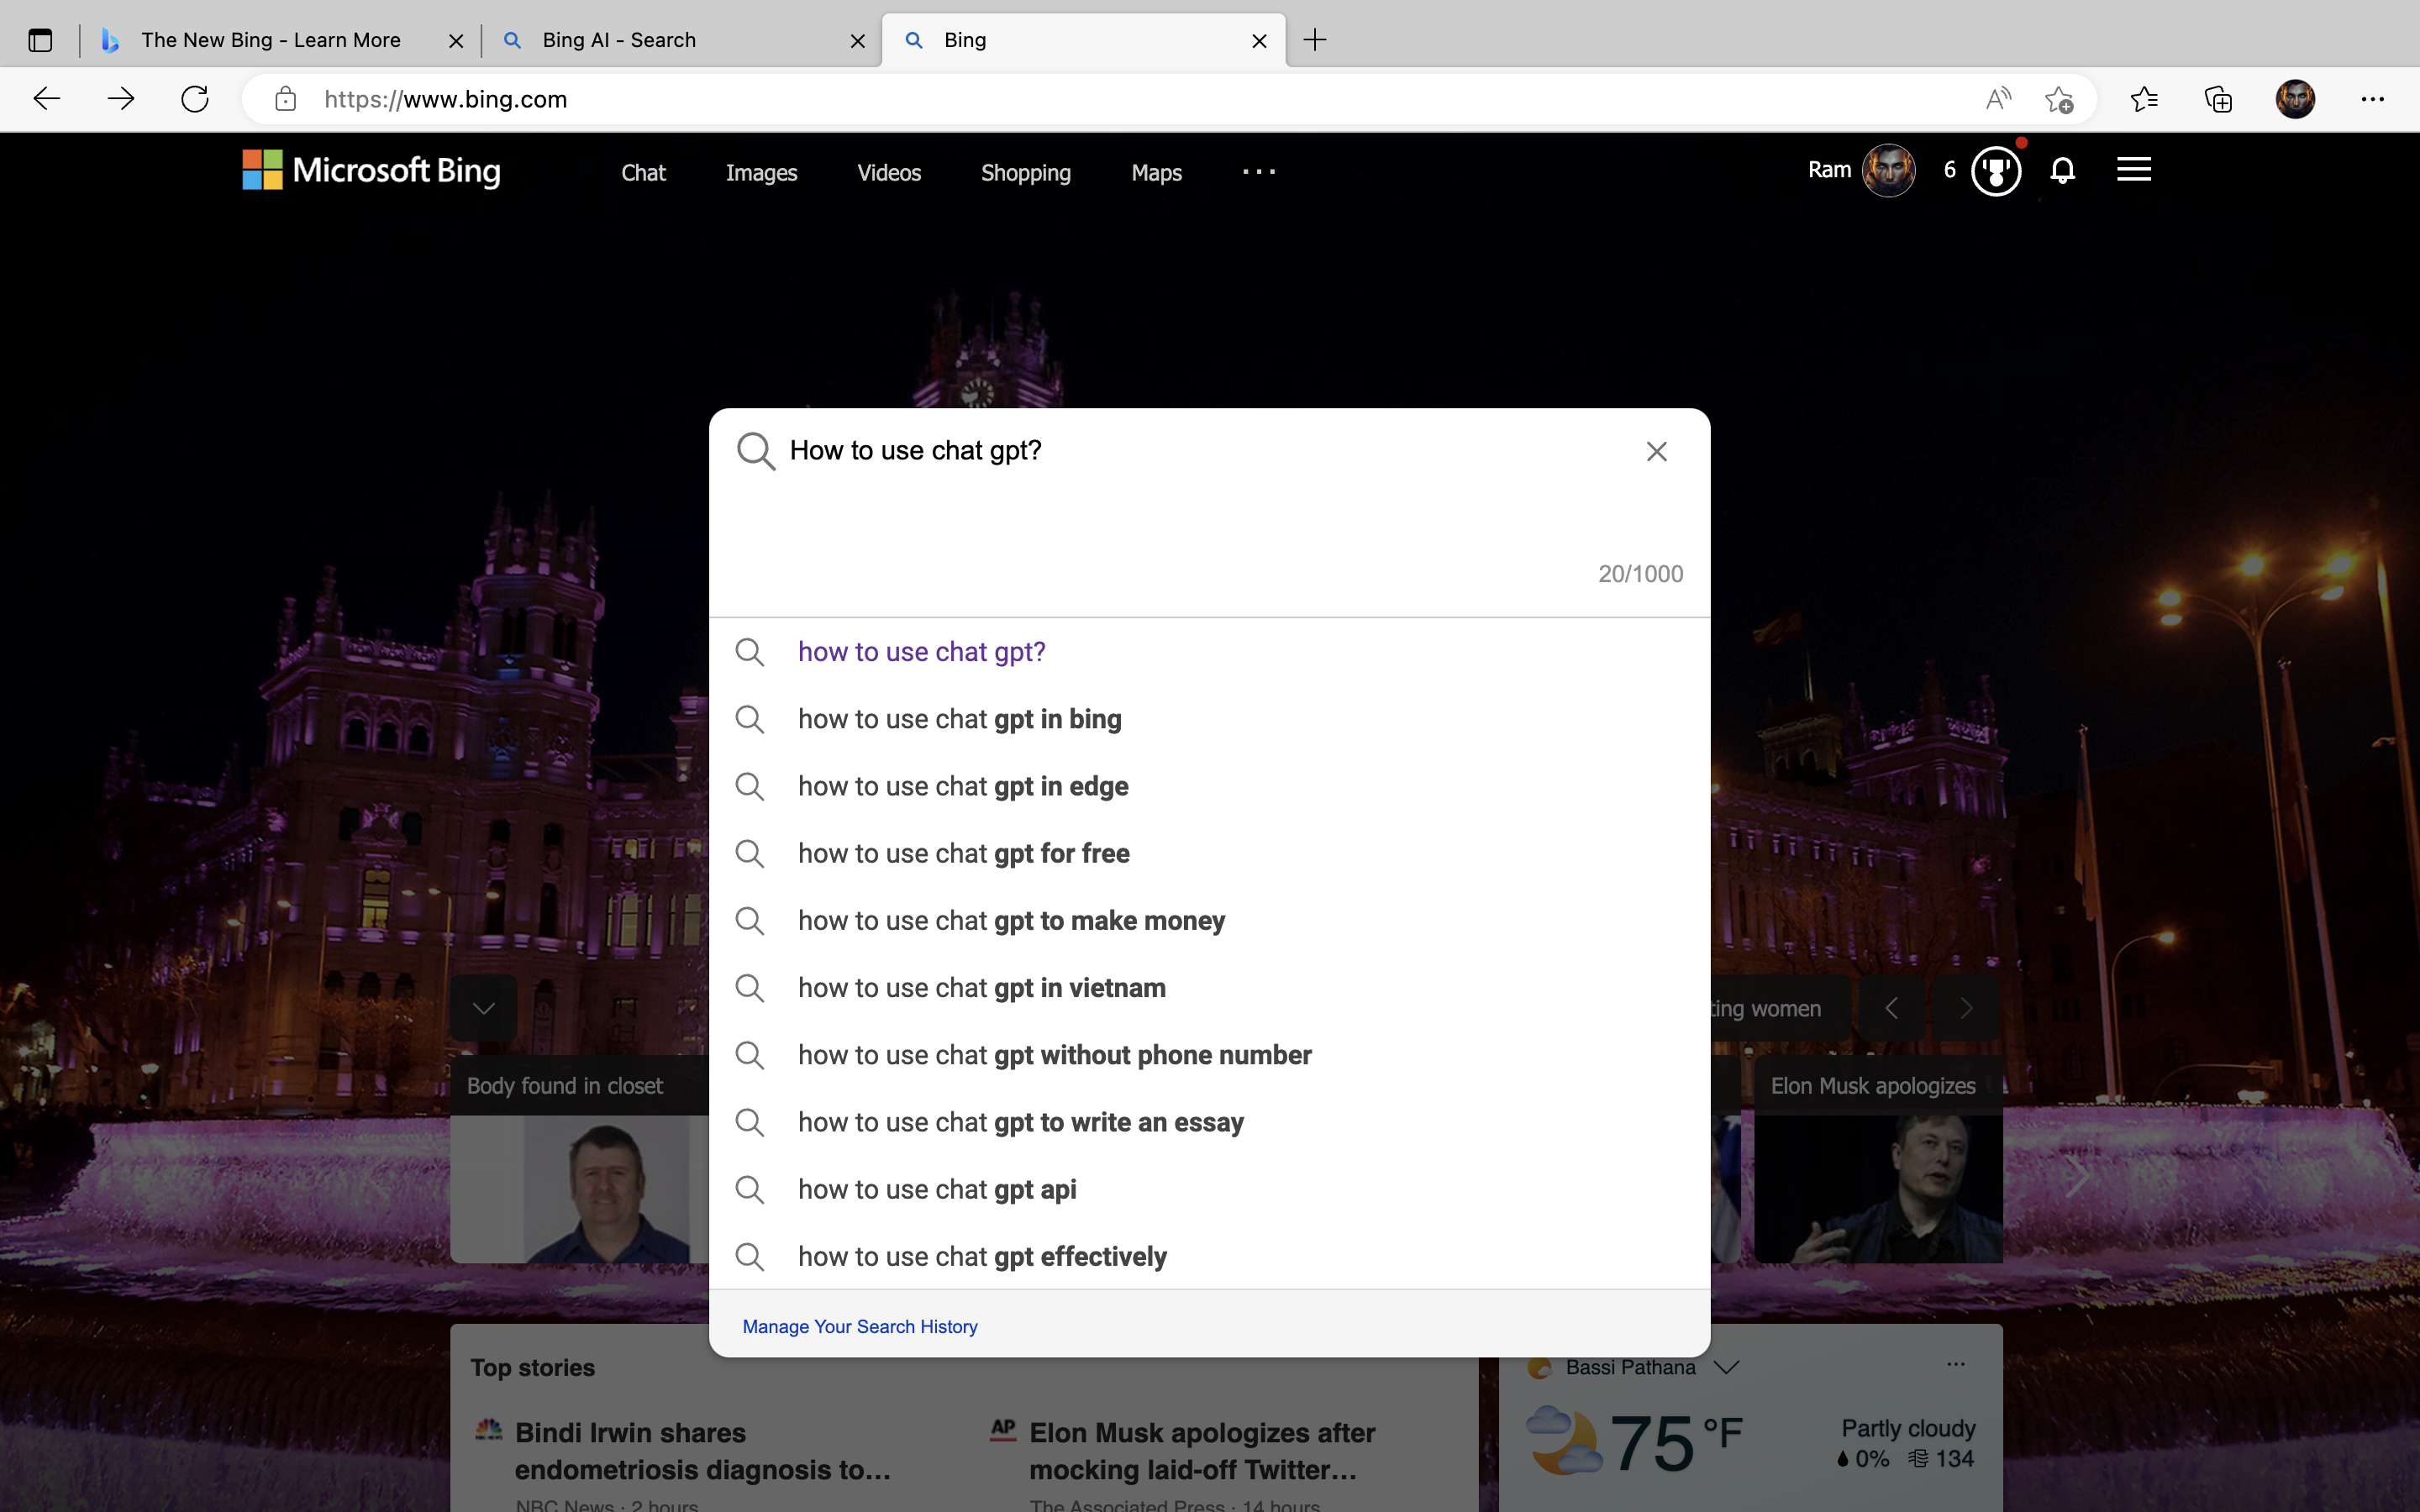 The New Bing - Learn More
Bing AI - Search
Bing
https://www.bing.com
Microsoft Bing
Chat
Images
Videos
Shopping
Maps
Ram
6
How to use chat gpt?
20/1000
how to use chat gpt?
how to use chat gpt in bing
how to use chat gpt in edge
how to use chat gpt for free
how to use chat gpt to make money
how to use chat gpt in vietnam
how to use chat gpt without phone number
how to use chat gpt to write an essay
how to use chat gpt api
how to use chat gpt effectively
Manage Your Search History
women
Body found in closet
Elon Musk apologizes
Top stories
Bindi Irwin shares
endometriosis diagnosis to...
NBC News · 2 hours
AP
Elon Musk apologizes after
mocking laid-off Twitter...
The Associated Press · 14 hours
Bassi Pathana
75 °F
Partly cloudy
0% 134